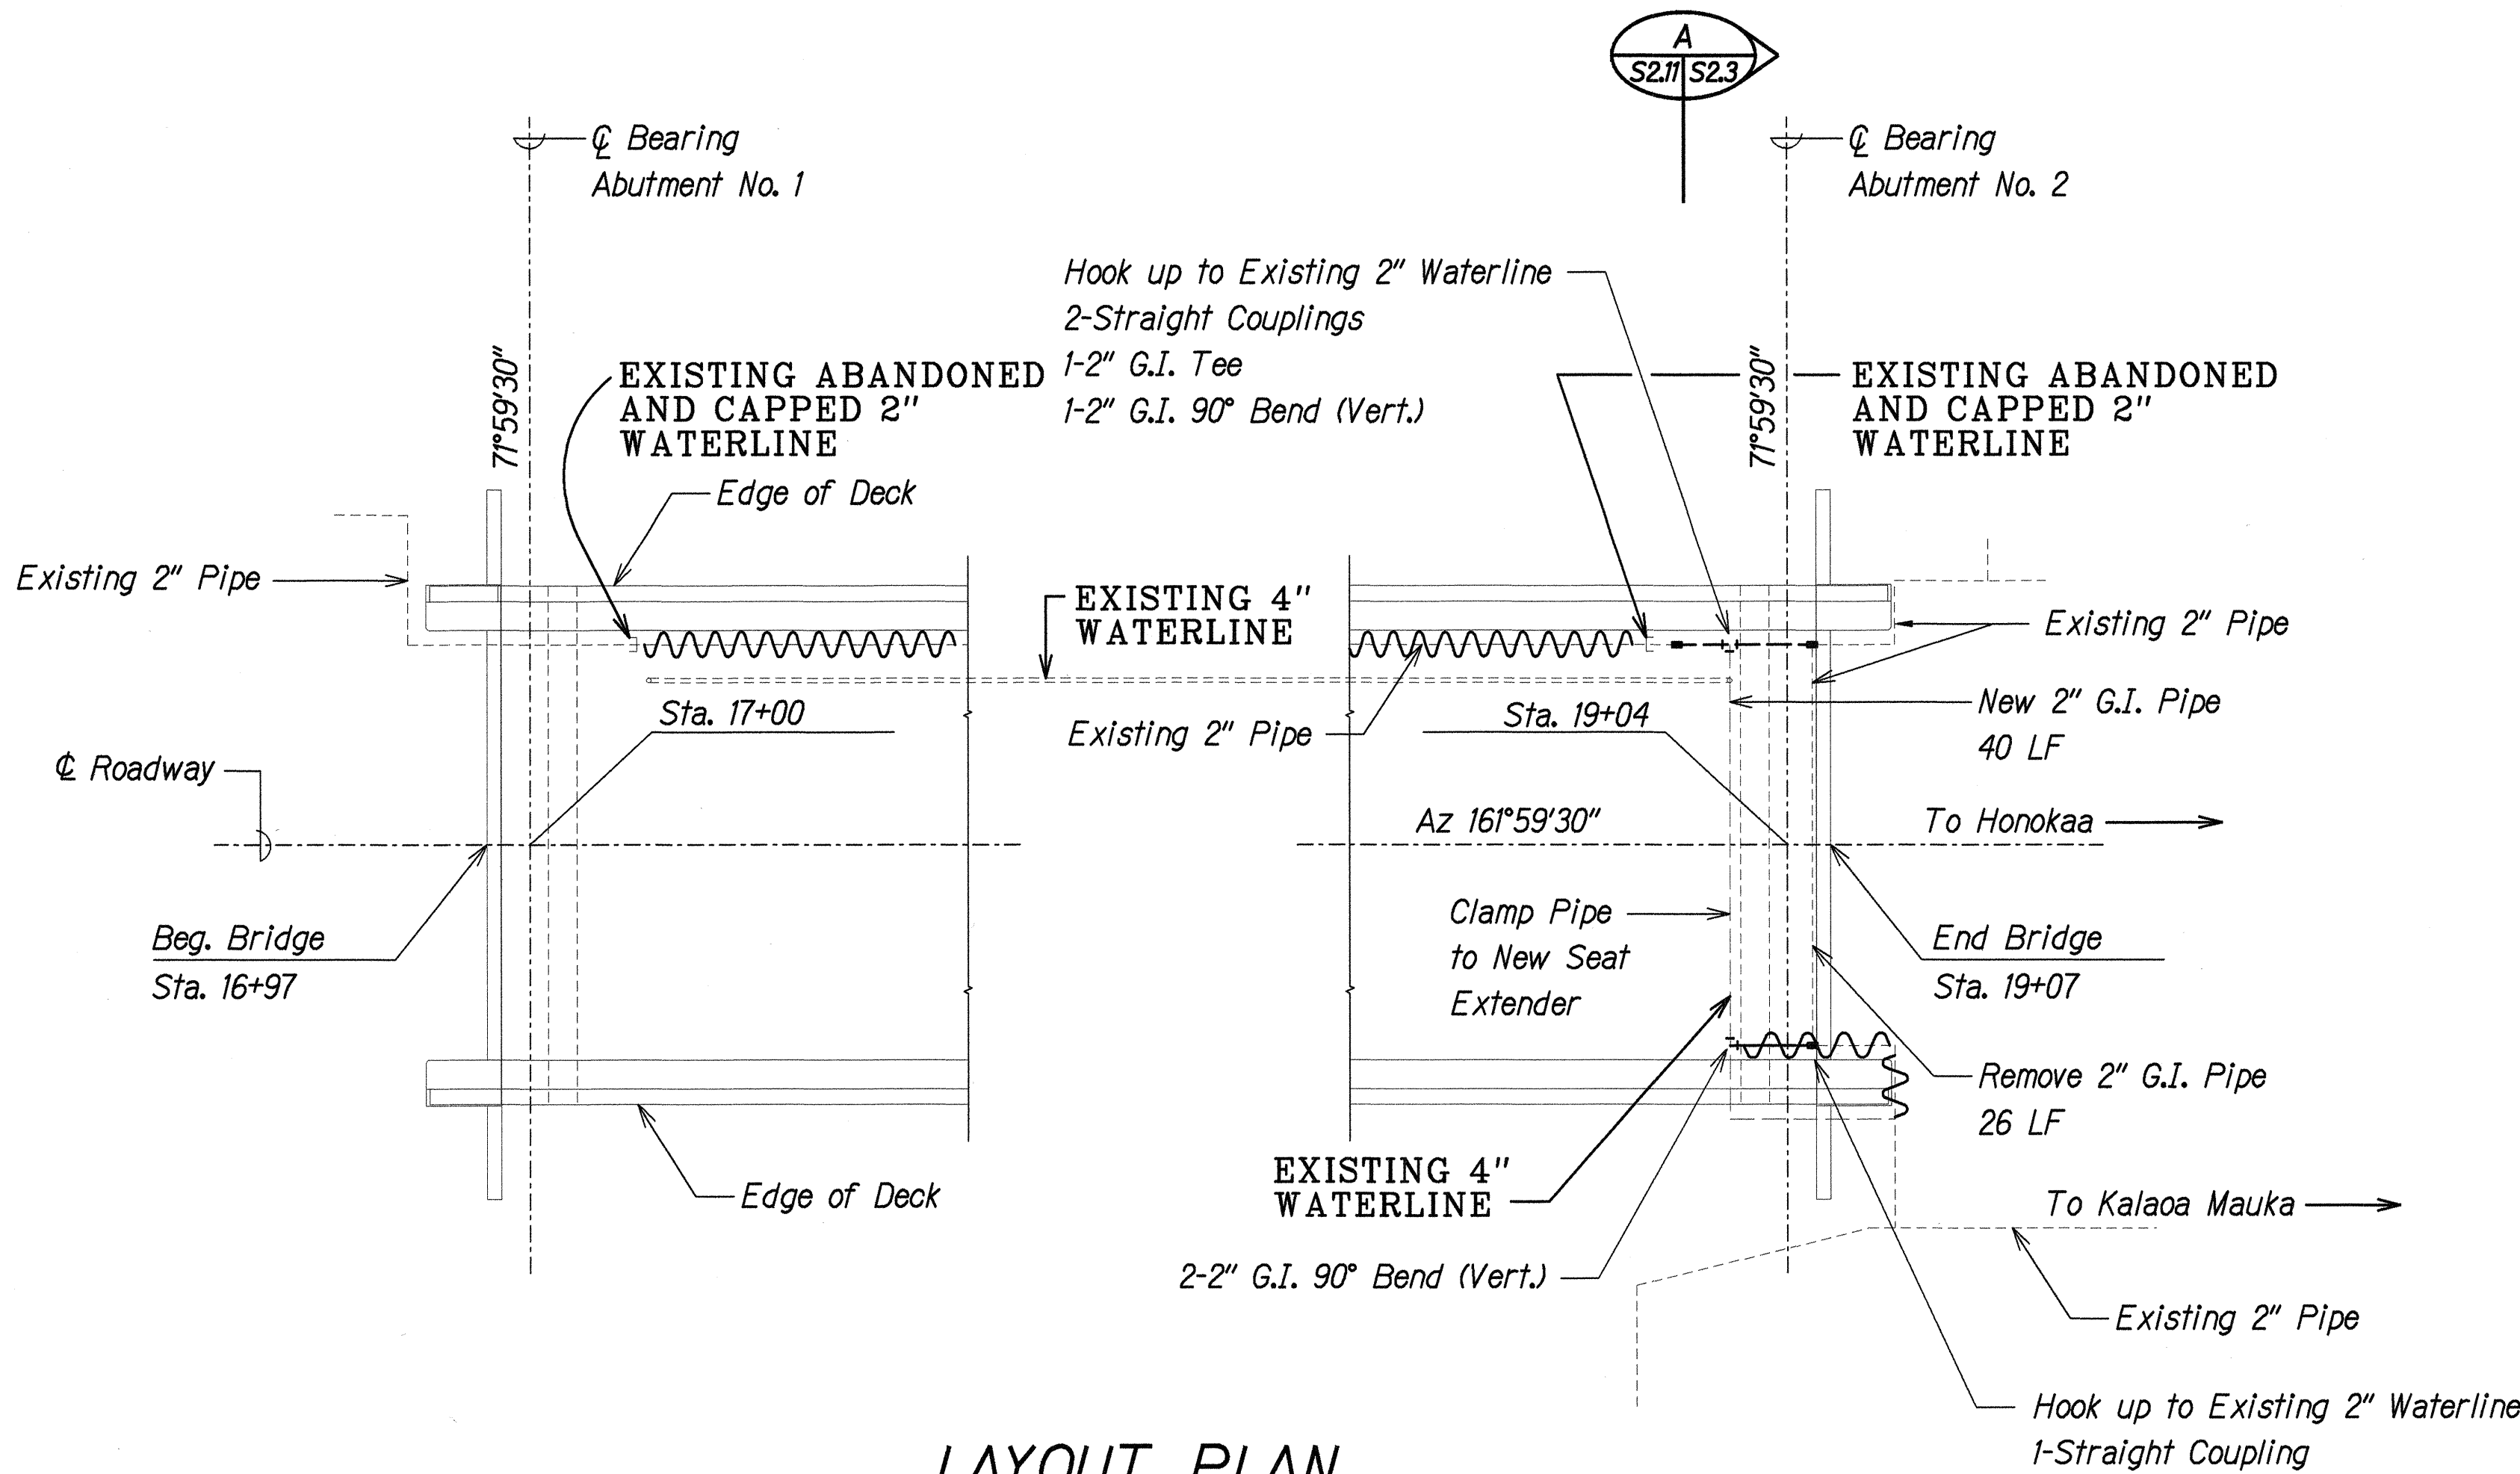 A
S2.11 S2.3
℄ Bearing
Abutment No. 1
℄ Bearing
Abutment No. 2
71°59'30"
71°59'30"
Hook up to Existing 2" Waterline
2-Straight Couplings
1-2" G.I. Tee
1-2" G.I. 90° Bend (Vert.)
EXISTING ABANDONED
AND CAPPED 2"
WATERLINE
EXISTING ABANDONED
AND CAPPED 2"
WATERLINE
Edge of Deck
Existing 2" Pipe
EXISTING 4"
WATERLINE
Existing 2" Pipe
New 2" G.I. Pipe
40 LF
Sta. 17+00
Existing 2" Pipe
Sta. 19+04
℄ Roadway
Az 161°59'30"
To Honokaa
Beg. Bridge
Sta. 16+97
Clamp Pipe
to New Seat
Extender
End Bridge
Sta. 19+07
Remove 2" G.I. Pipe
26 LF
Edge of Deck
EXISTING 4"
WATERLINE
To Kalaoa Mauka
2-2" G.I. 90° Bend (Vert.)
Existing 2" Pipe
Hook up to Existing 2" Waterline
1-Straight Coupling
LAYOUT PLAN